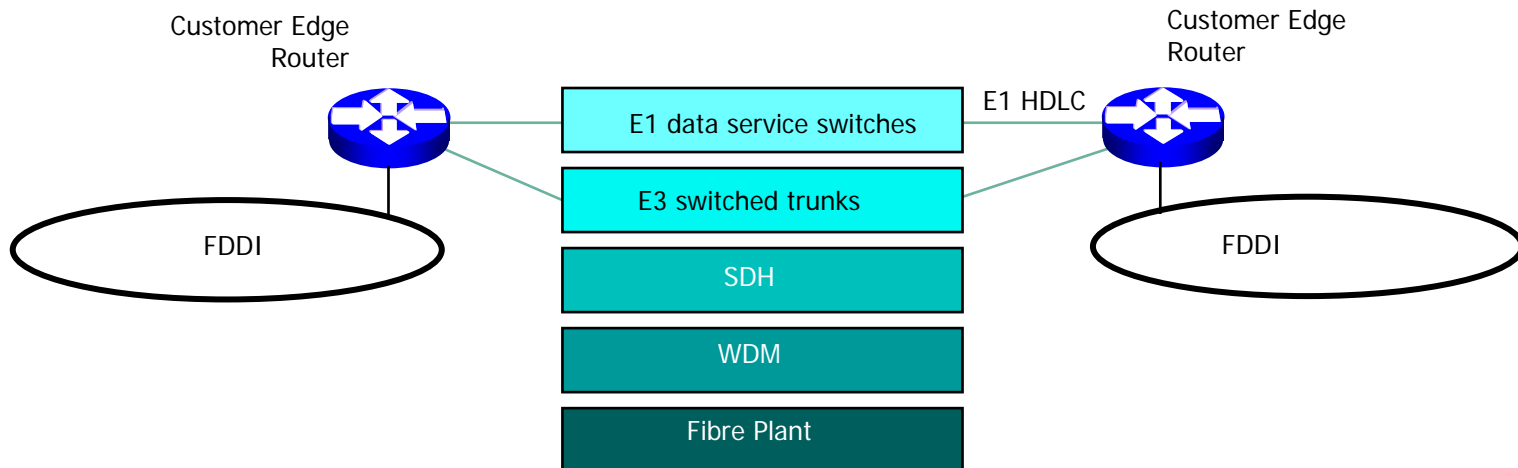 Customer Edge
Router
Customer Edge
Router
E1 data service switches
E1 HDLC
E3 switched trunks
FDDI
FDDI
SDH
WDM
Fibre Plant